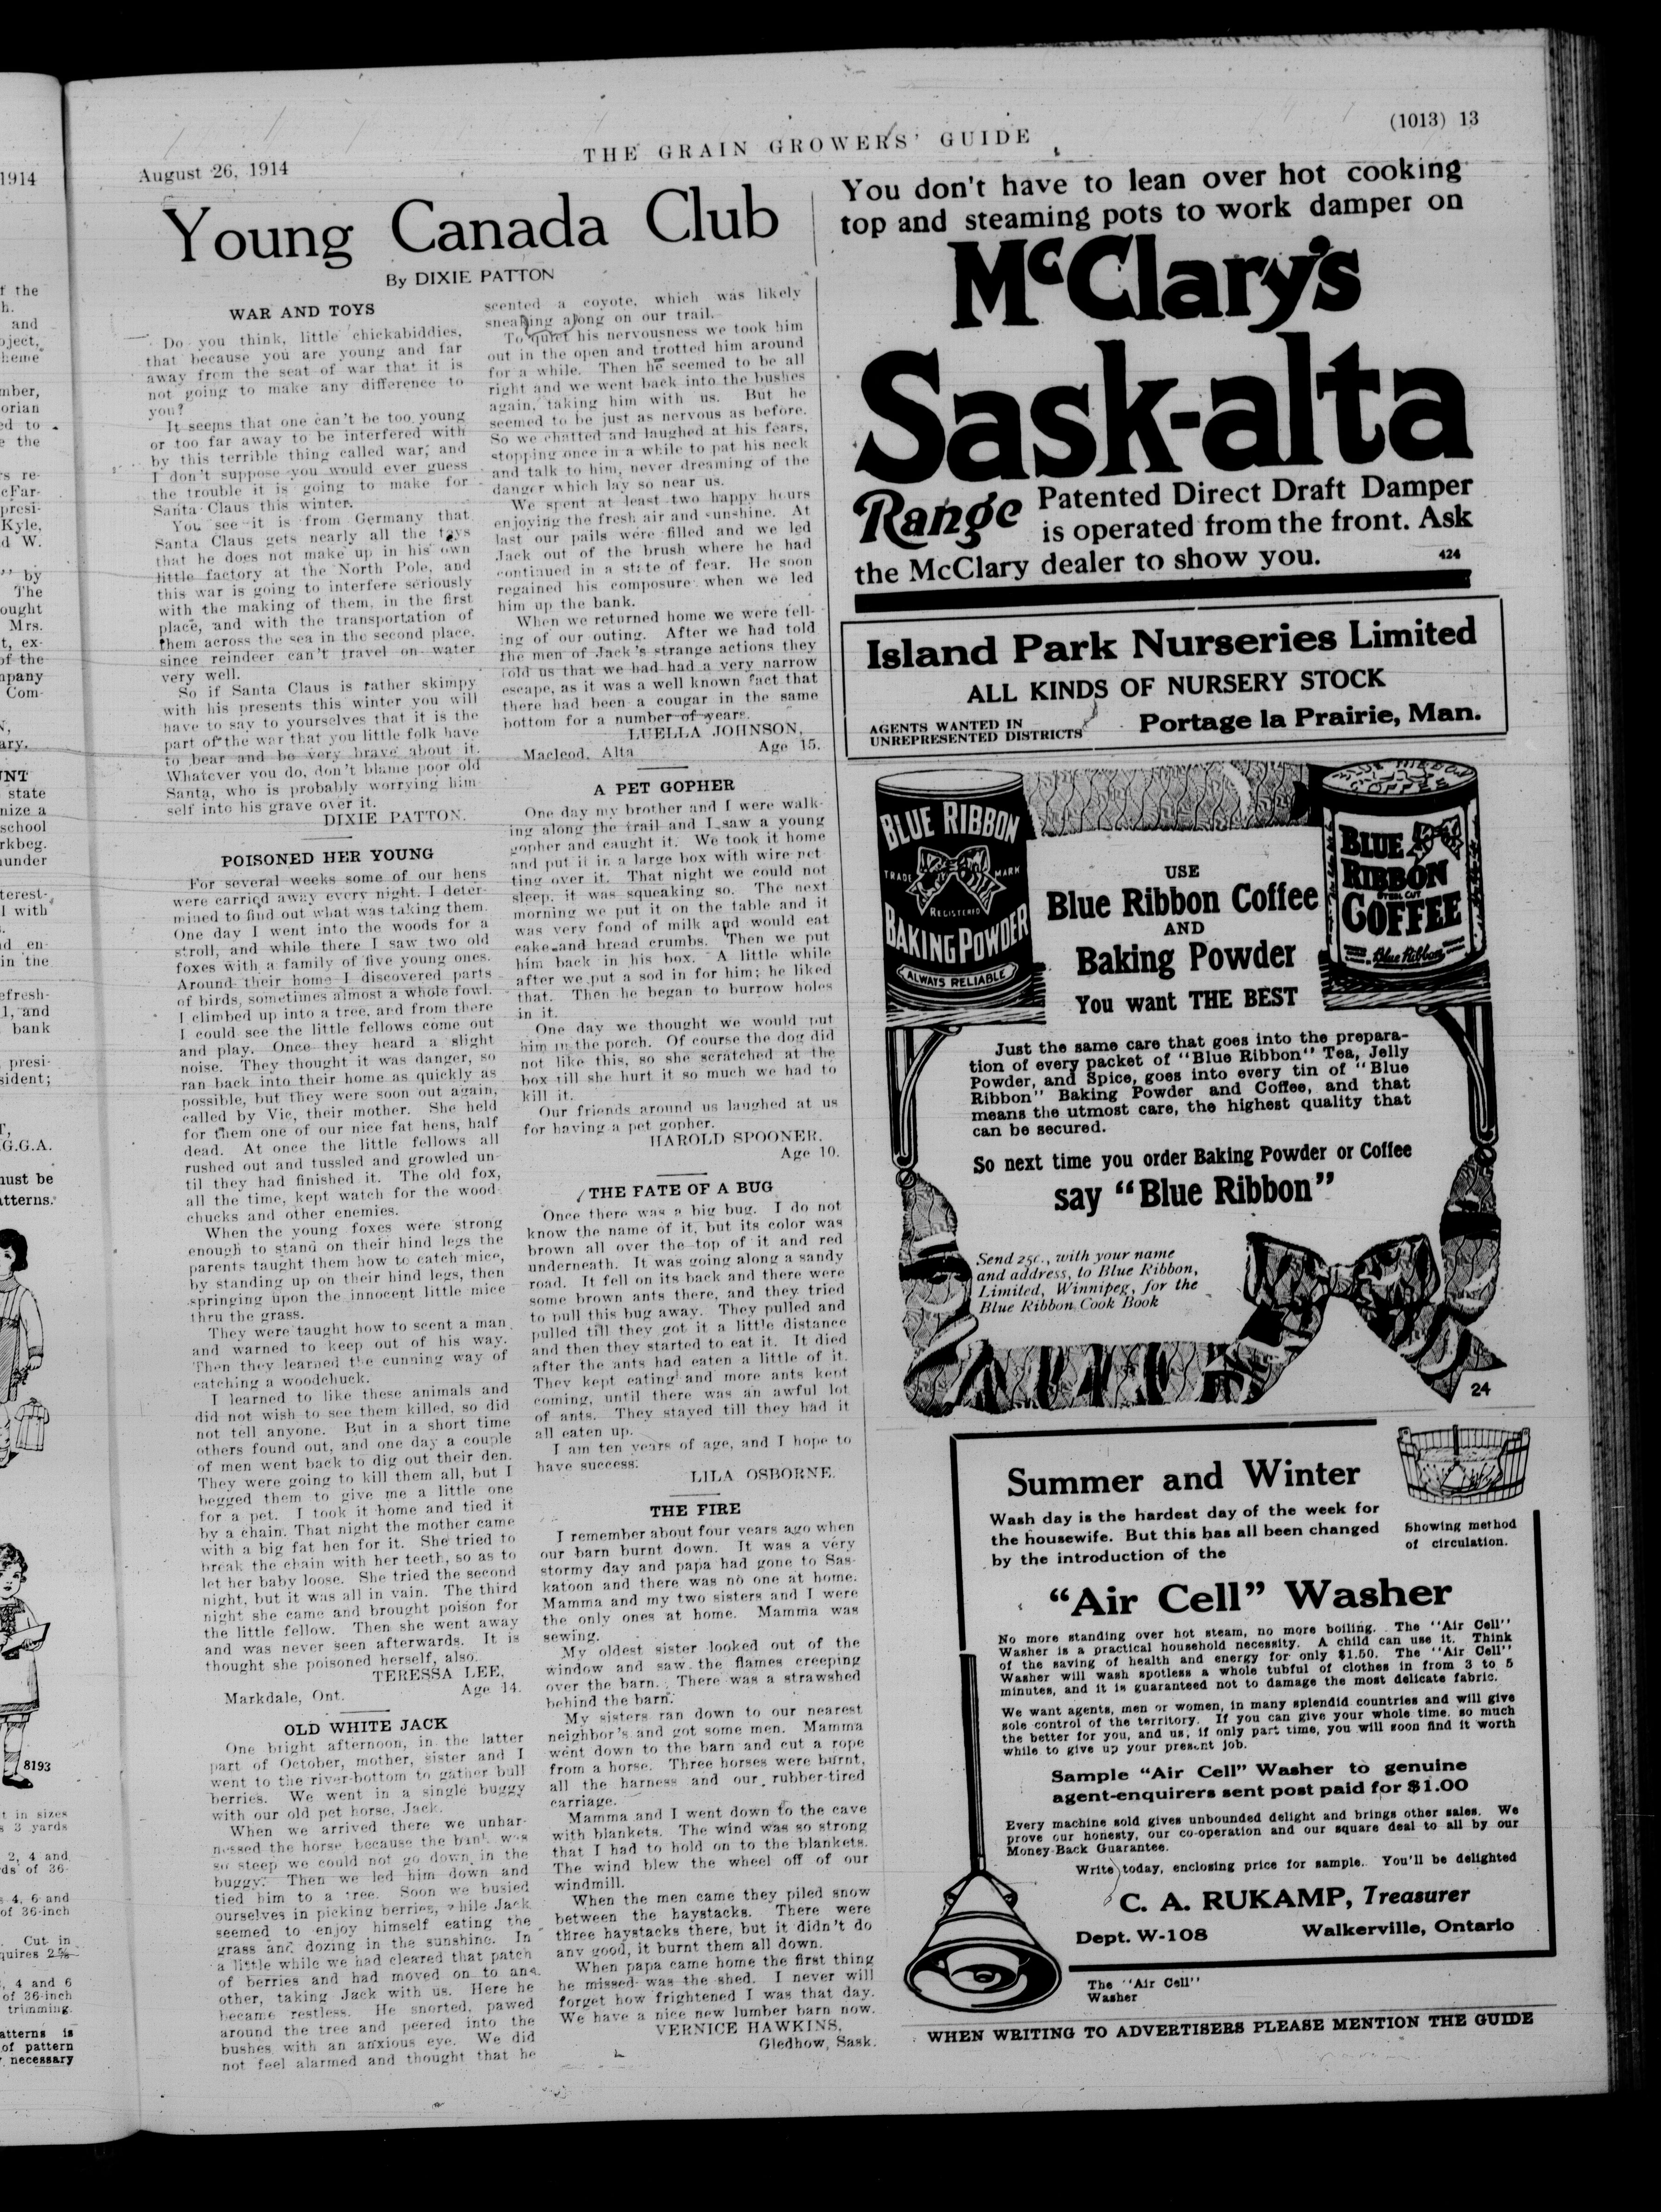 August 26, 1914
THE GRAIN GROWERS' GUIDE
(1013) 13
Young Canada Club
By DIXIE PATTON
WAR AND TOYS
Do you think, little chickabiddies,
that because you are young and far
away from the seat of war that it is
not going to make any difference to
you?
It seems that one can't be too young
or too far away to be interfered with
by this terrible thing called war; and
I don't suppose you would ever guess
the trouble it is going to make for
Santa Claus this winter.
You see it is from Germany that
Santa Claus gets nearly all the toys
that he does not make up in his own
little factory at the North Pole, and
this war is going to interfere seriously
with the making of them, in the first
place, and with the transportation of
them across the sea in the second place,
since reindeer can't travel on water
very well.
So if Santa Claus is rather skimpy
with his presents this winter you will
have to say to yourselves that it is the
part of the war that you little folk have
to bear and be very brave about it.
Whatever you do, don't blame poor old
Santa, who is probably worrying him-
self into his grave over it.
DIXIE PATTON.
POISONED HER YOUNG
For several weeks some of our hens
were carried away every night. I deter-
mined to find out what was taking them.
One day I went into the woods for a
stroll, and while there I saw two old
foxes with a family of five young ones.
Around their home I discovered parts
of birds, sometimes almost a whole fowl.
I climbed up into a tree, and from there
I could see the little fellows come out
and play. Once they heard a slight
noise. They thought it was danger, so
ran back into their home as quickly as
possible, but they were soon out again,
called by Vic, their mother. She held
for them one of our nice fat hens, half
dead. At once the little fellows all
rushed out and tussled and growled un-
til they had finished it. The old fox,
all the time, kept watch for the wood-
chucks and other enemies.
When the young foxes were strong
enough to stand on their hind legs the
parents taught them how to catch mice,
by standing up on their hind legs, then
springing upon the innocent little mice
thru the grass.
They were taught how to scent a man
and warned to keep out of his way.
Then they learned the cunning way of
catching a woodchuck.
I learned to like these animals and
did not wish to see them killed, so did
not tell anyone. But in a short time
others found out, and one day a couple
of men went back to dig out their den.
They were going to kill them all, but I
begged them to give me a little one
for a pet. I took it home and tied it
by a chain. That night the mother came
with a big fat hen for it. She tried to
break the chain with her teeth, so as to
let her baby loose. She tried the second
night, but it was all in vain. The third
night she came and brought poison for
the little fellow. Then she went away
and was never seen afterwards. It is
thought she poisoned herself, also.
TERESSA LEE,
Markdale, Ont. Age 14.
OLD WHITE JACK
One bright afternoon, in the latter
part of October, mother, sister and I
went to the river-bottom to gather bull
berries. We went in a single buggy
with our old pet horse, Jack.
When we arrived there we unhar-
nessed the horse because the bank was
so steep we could not go down in the
buggy. Then we led him down and
tied him to a tree. Soon we busied
ourselves in picking berries, while Jack
seemed to enjoy himself eating the
grass and dozing in the sunshine. In
a little while we had cleared that patch
of berries and had moved on to an-
other, taking Jack with us. Here he
became restless. He snorted, pawed
around the tree and peered into the
bushes with an anxious eye. We did
not feel alarmed and thought that he
scented a coyote, which was likely
sneaking along on our trail.
To quiet his nervousness we took him
out in the open and trotted him around
for a while. Then he seemed to be all
right and we went back into the bushes
again, taking him with us. But he
seemed to be just as nervous as before.
So we chatted and laughed at his fears,
stopping once in a while to pat his neck
and talk to him, never dreaming of the
danger which lay so near us.
We spent at least two happy hours
enjoying the fresh air and sunshine. At
last our pails were filled and we led
Jack out of the brush where he had
continued in a state of fear. He soon
regained his composure when we led
him up the bank.
When we returned home we were tell-
ing of our outing. After we had told
the men of Jack's strange actions they
told us that we had had a very narrow
escape, as it was a well known fact that
there had been a cougar in the same
bottom for a number of years.
LUELLA JOHNSON,
Macleod, Alta. Age 15.
A PET GOPHER
One day my brother and I were walk-
ing along the trail and I saw a young
gopher and caught it. We took it home
and put it in a large box with wire net
ting over it. That night we could not
sleep, it was squeaking so. The next
morning we put it on the table and it
was very fond of milk and would eat
cake and bread crumbs. Then we put
him back in his box. A little while
after we put a sod in for him; he liked
that. Then he began to burrow holes
in it.
One day we thought we would put
him in the porch. Of course the dog did
not like this, so she scratched at the
box till she hurt it so much we had to
kill it.
Our friends around us laughed at us
for having a pet gopher.
HAROLD SPOONER,
Age 10.
THE FATE OF A BUG
Once there was a big bug. I do not
know the name of it, but its color was
brown all over the top of it and red
underneath. It was going along a sandy
road. It fell on its back and there were
some brown ants there, and they tried
to pull this bug away. They pulled and
pulled till they got it a little distance
and then they started to eat it. It died
after the ants had eaten a little of it.
They kept eating and more ants kept
coming, until there was an awful lot
of ants. They stayed till they had it
all eaten up.
I am ten years of age, and I hope to
have success.
LILA OSBORNE.
THE FIRE
I remember about four years ago when
our barn burnt down. It was a very
stormy day and papa had gone to Sas-
katoon and there was no one at home.
Mamma and my two sisters and I were
the only ones at home. Mamma was
sewing.
My oldest sister looked out of the
window and saw the flames creeping
over the barn. There was a strawshed
behind the barn.
My sisters ran down to our nearest
neighbor's and got some men. Mamma
went down to the barn and cut a rope
from a horse. Three horses were burnt,
all the harness and our rubber-tired
carriage.
Mamma and I went down to the cave
with blankets. The wind was so strong
that I had to hold on to the blankets.
The wind blew the wheel off of our
windmill.
When the men came they piled snow
between the haystacks. There were
three haystacks there, but it didn't do
any good, it burnt them all down.
When papa came home the first thing
he missed was the shed. I never will
forget how frightened I was that day.
We have a nice new lumber barn now.
VERNICE HAWKINS,
Gledhow, Sask.
You don't have to lean over hot cooking
top and steaming pots to work damper on
McClary's
Sask-alta
Range Patented Direct Draft Damper
is operated from the front. Ask
the McClary dealer to show you. 424
Island Park Nurseries Limited
ALL KINDS OF NURSERY STOCK
AGENTS WANTED IN
UNREPRESENTED DISTRICTS
Portage la Prairie, Man.
BLUE RIBBON
TRADE MARK
REGISTERED
BAKING POWDER
ALWAYS RELIABLE
BLUE RIBBON
BLUE
RIBBON
STEEL CUT
COFFEE
Blue Ribbon
USE
Blue Ribbon Coffee
AND
Baking Powder
You want THE BEST
Just the same care that goes into the prepara-
tion of every packet of "Blue Ribbon" Tea, Jelly
Powder, and Spice, goes into every tin of "Blue
Ribbon" Baking Powder and Coffee, and that
means the utmost care, the highest quality that
can be secured.
So next time you order Baking Powder or Coffee
say "Blue Ribbon"
Send 25c., with your name
and address, to Blue Ribbon,
Limited, Winnipeg, for the
Blue Ribbon Cook Book
24
Summer and Winter
Wash day is the hardest day of the week for
the housewife. But this has all been changed
by the introduction of the
Showing method
of circulation.
"Air Cell" Washer
No more standing over hot steam, no more boiling. The "Air Cell"
Washer is a practical household necessity. A child can use it. Think
of the saving of health and energy for only $1.50. The "Air Cell"
Washer will wash spotless a whole tubful of clothes in from 3 to 5
minutes, and it is guaranteed not to damage the most delicate fabric.
We want agents, men or women, in many splendid countries and will give
sole control of the territory. If you can give your whole time, so much
the better for you, and us, if only part time, you will soon find it worth
while to give up your present job.
Sample "Air Cell" Washer to genuine
agent-enquirers sent post paid for $1.00
Every machine sold gives unbounded delight and brings other sales. We
prove our honesty, our co-operation and our square deal to all by our
Money-Back Guarantee.
Write today, enclosing price for sample. You'll be delighted
C. A. RUKAMP, Treasurer
Dept. W-108 Walkerville, Ontario
The "Air Cell"
Washer
WHEN WRITING TO ADVERTISERS PLEASE MENTION THE GUIDE